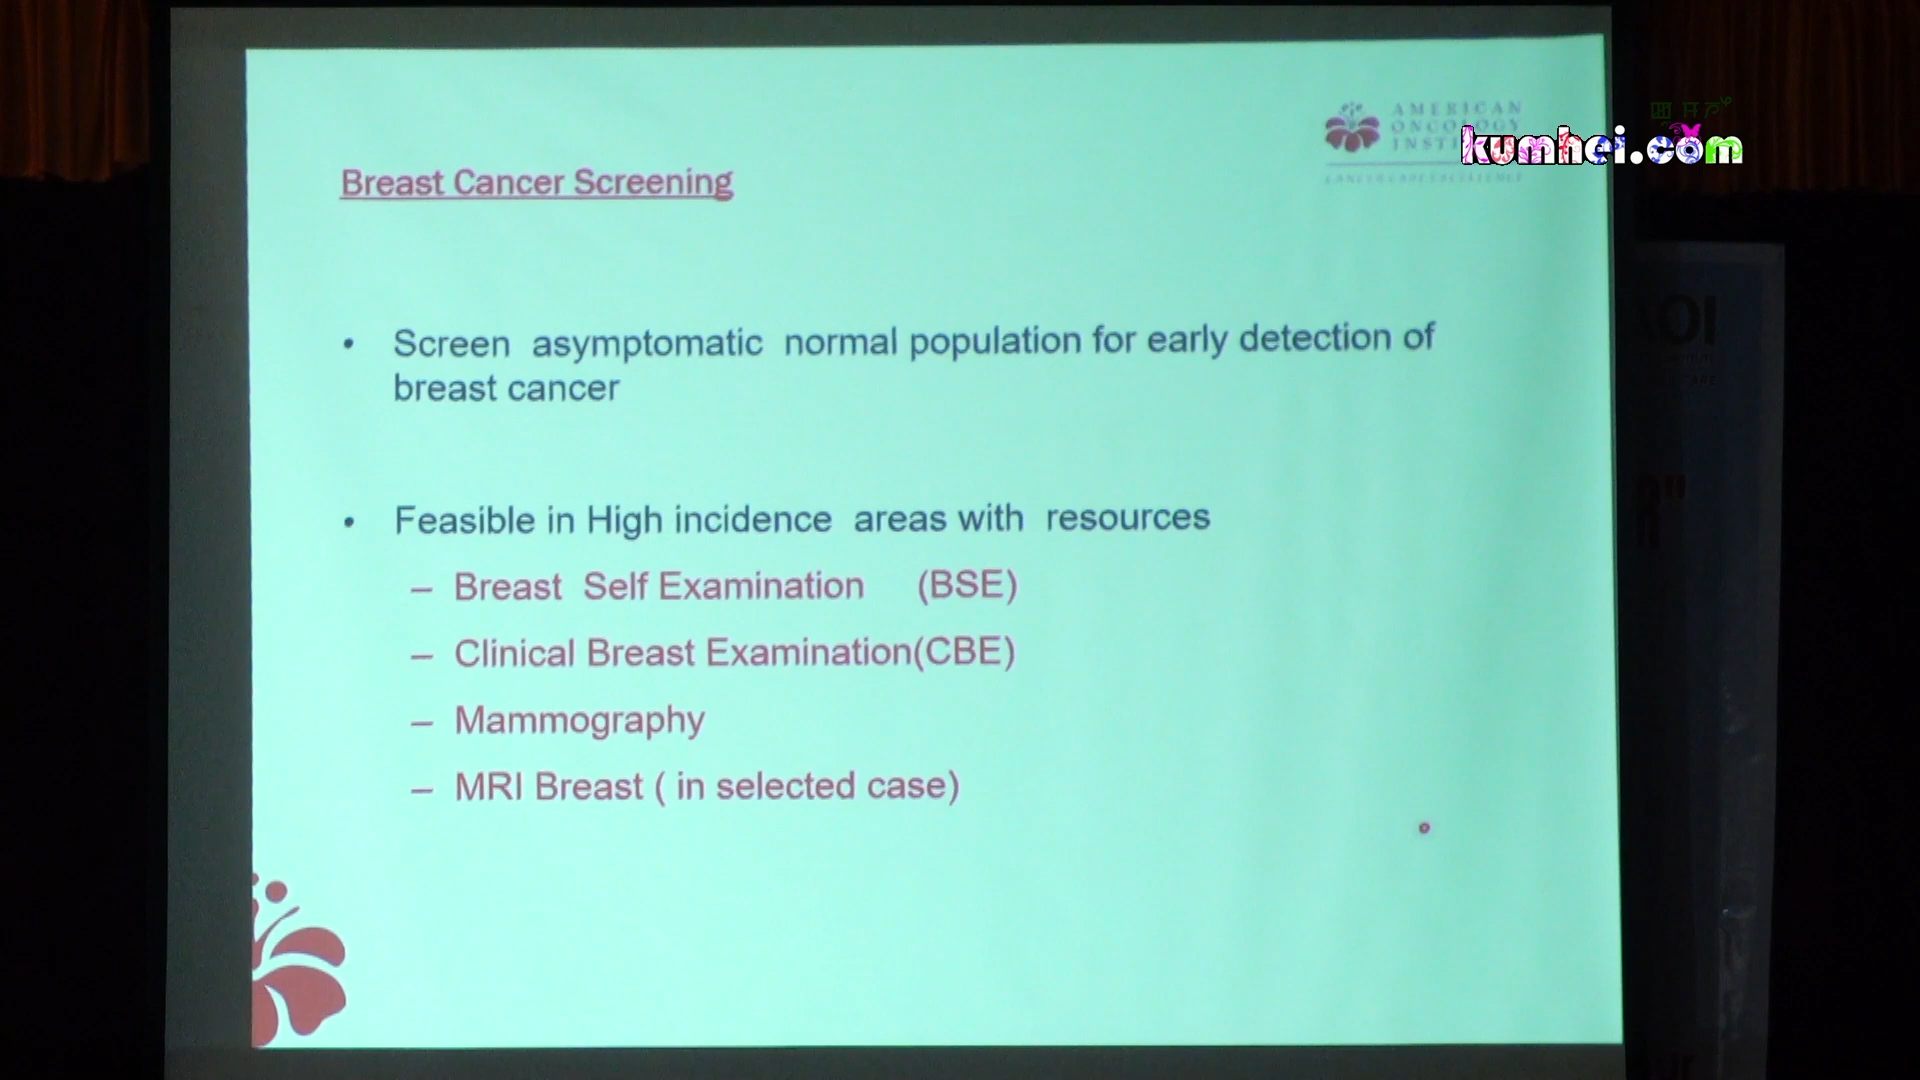 AMERICAN
ONCOLOGY
INSTI
kumhei.com
Breast Cancer Screening
• Screen asymptomatic normal population for early detection of
breast cancer
• Feasible in High incidence areas with resources
– Breast Self Examination (BSE)
– Clinical Breast Examination(CBE)
– Mammography
– MRI Breast ( in selected case)